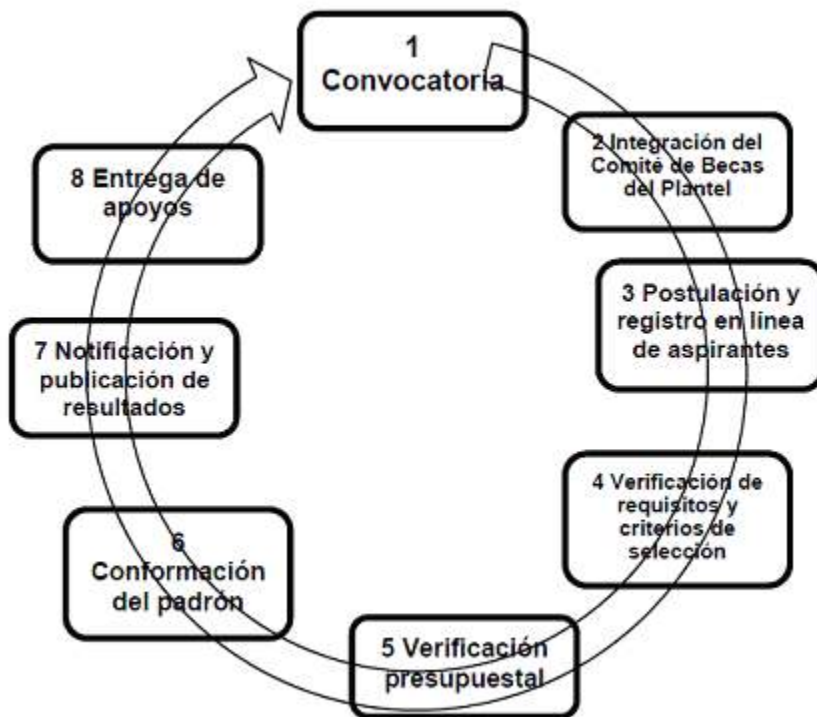 1
Convocatoria
2 Integración del
Comité de Becas
del Plantel
3 Postulación y
registro en línea
de aspirantes
4 Verificación de
requisitos y
criterios de
selección
5 Verificación
presupuestal
6
Conformación
del padrón
7 Notificación y
publicación de
resultados
8 Entrega de
apoyos